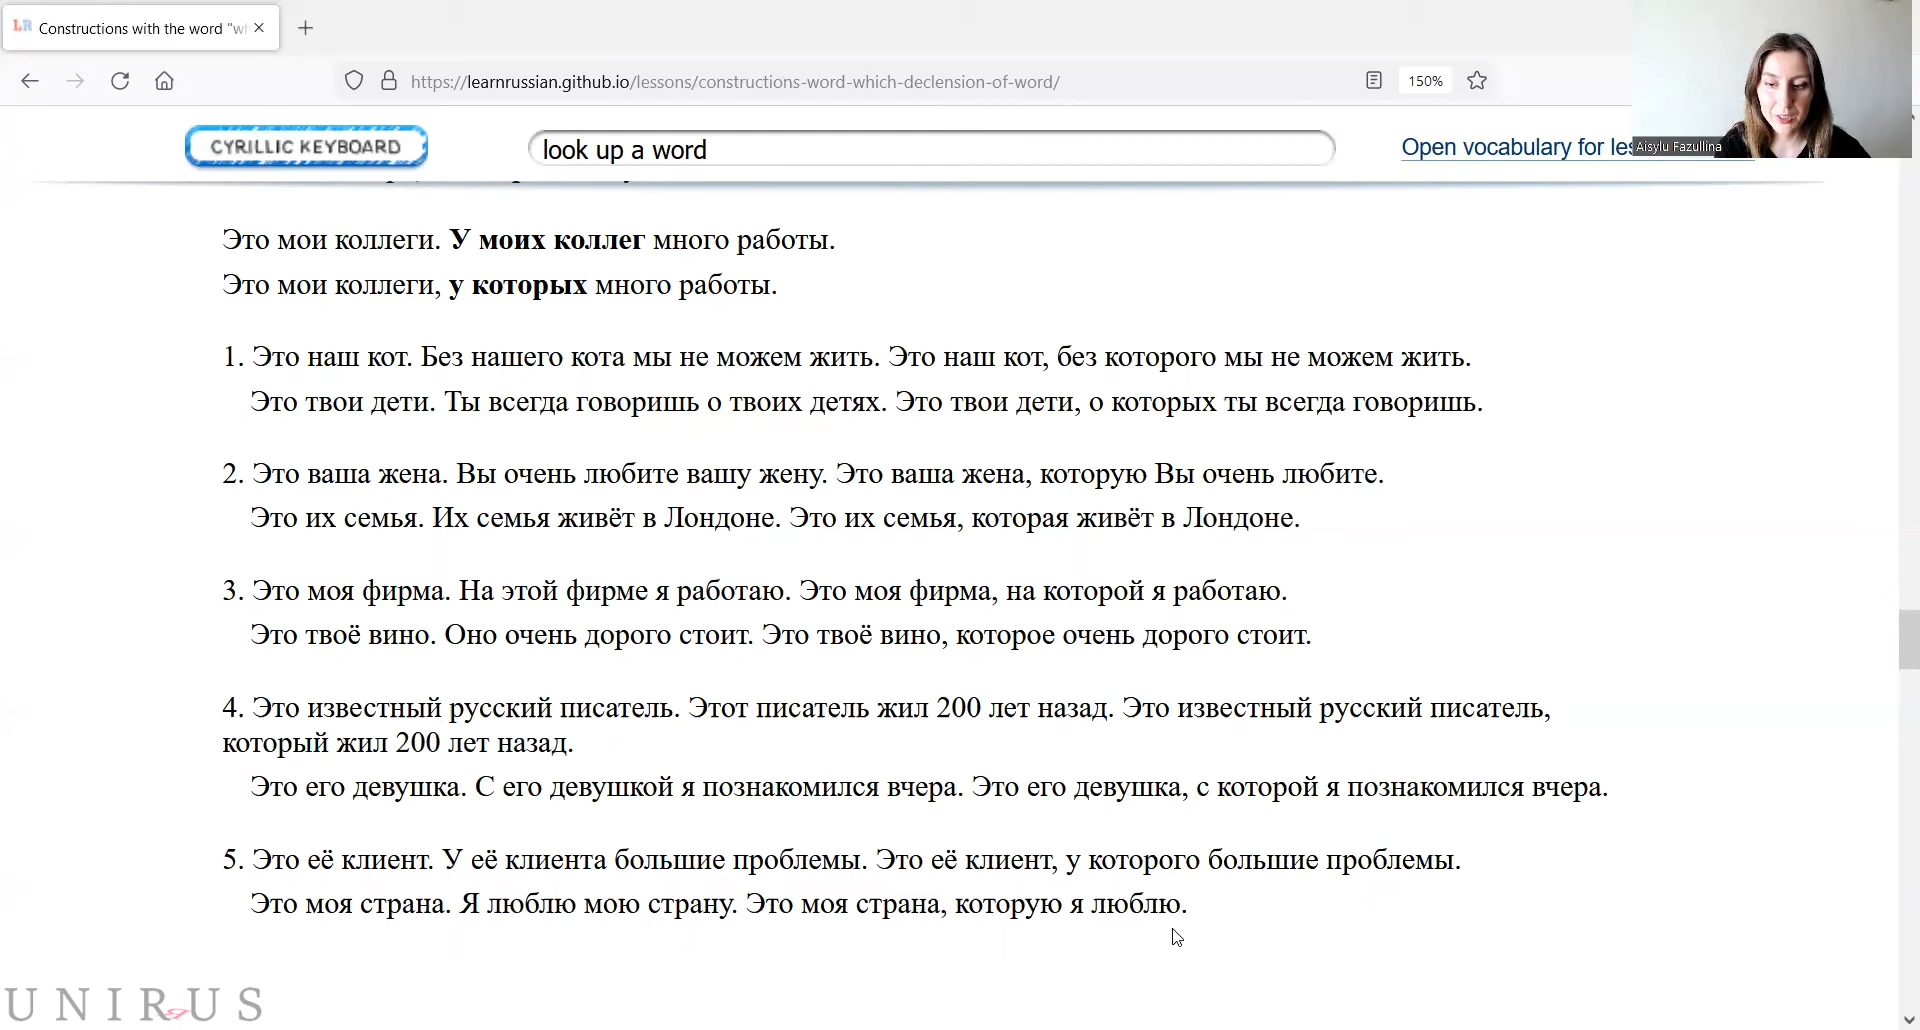 Constructions with the word "wh
https://learnrussian.github.io/lessons/constructions-word-which-declension-of-word/
150%
CYRILLIC KEYBOARD
look up a word
Open vocabulary for les
Aisylu Fazullina
Это мои коллеги. У моих коллег много работы.
Это мои коллеги, у которых много работы.
1. Это наш кот. Без нашего кота мы не можем жить. Это наш кот, без которого мы не можем жить.
Это твои дети. Ты всегда говоришь о твоих детях. Это твои дети, о которых ты всегда говоришь.
2. Это ваша жена. Вы очень любите вашу жену. Это ваша жена, которую Вы очень любите.
Это их семья. Их семья живёт в Лондоне. Это их семья, которая живёт в Лондоне.
3. Это моя фирма. На этой фирме я работаю. Это моя фирма, на которой я работаю.
Это твоё вино. Оно очень дорого стоит. Это твоё вино, которое очень дорого стоит.
4. Это известный русский писатель. Этот писатель жил 200 лет назад. Это известный русский писатель,
который жил 200 лет назад.
Это его девушка. С его девушкой я познакомился вчера. Это его девушка, с которой я познакомился вчера.
5. Это её клиент. У её клиента большие проблемы. Это её клиент, у которого большие проблемы.
Это моя страна. Я люблю мою страну. Это моя страна, которую я люблю.
UNIRUS